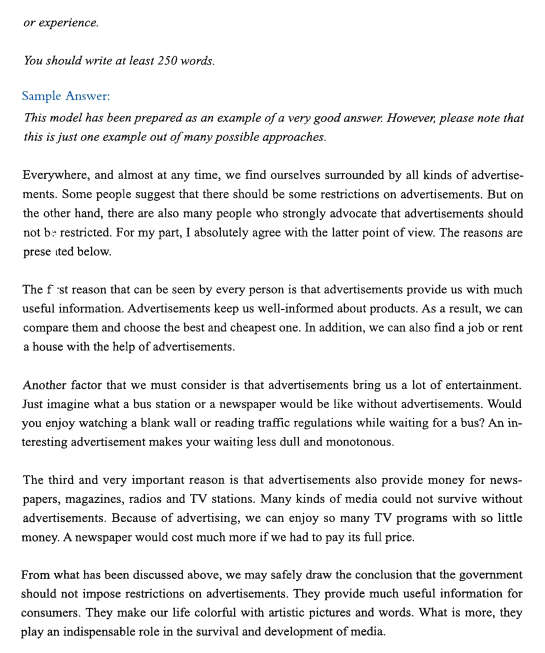 or experience.
You should write at least 250 words.
Sample Answer:
This model has been prepared as an example of a very good answer. However, please note that
this is just one example out of many possible approaches.
Everywhere, and almost at any time, we find ourselves surrounded by all kinds of advertise-
ments. Some people suggest that there should be some restrictions on advertisements. But on
the other hand, there are also many people who strongly advocate that advertisements should
not be restricted. For my part, I absolutely agree with the latter point of view. The reasons are
presented below.
The first reason that can be seen by every person is that advertisements provide us with much
useful information. Advertisements keep us well-informed about products. As a result, we can
compare them and choose the best and cheapest one. In addition, we can also find a job or rent
a house with the help of advertisements.
Another factor that we must consider is that advertisements bring us a lot of entertainment.
Just imagine what a bus station or a newspaper would be like without advertisements. Would
you enjoy watching a blank wall or reading traffic regulations while waiting for a bus? An in-
teresting advertisement makes your waiting less dull and monotonous.
The third and very important reason is that advertisements also provide money for news-
papers, magazines, radios and TV stations. Many kinds of media could not survive without
advertisements. Because of advertising, we can enjoy so many TV programs with so little
money. A newspaper would cost much more if we had to pay its full price.
From what has been discussed above, we may safely draw the conclusion that the government
should not impose restrictions on advertisements. They provide much useful information for
consumers. They make our life colorful with artistic pictures and words. What is more, they
play an indispensable role in the survival and development of media.